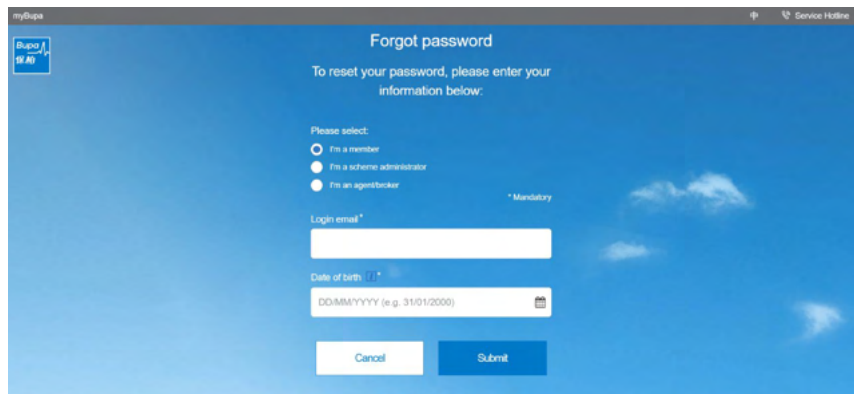 myBupa
中
Service Hotline
Bupa
保柏
Forgot password
To reset your password, please enter your
information below:
Please select:
I'm a member
I'm a scheme administrator
I'm an agent/broker
* Mandatory
Login email*
Date of birth i *
DD/MM/YYYY (e.g. 31/01/2000)
Cancel
Submit